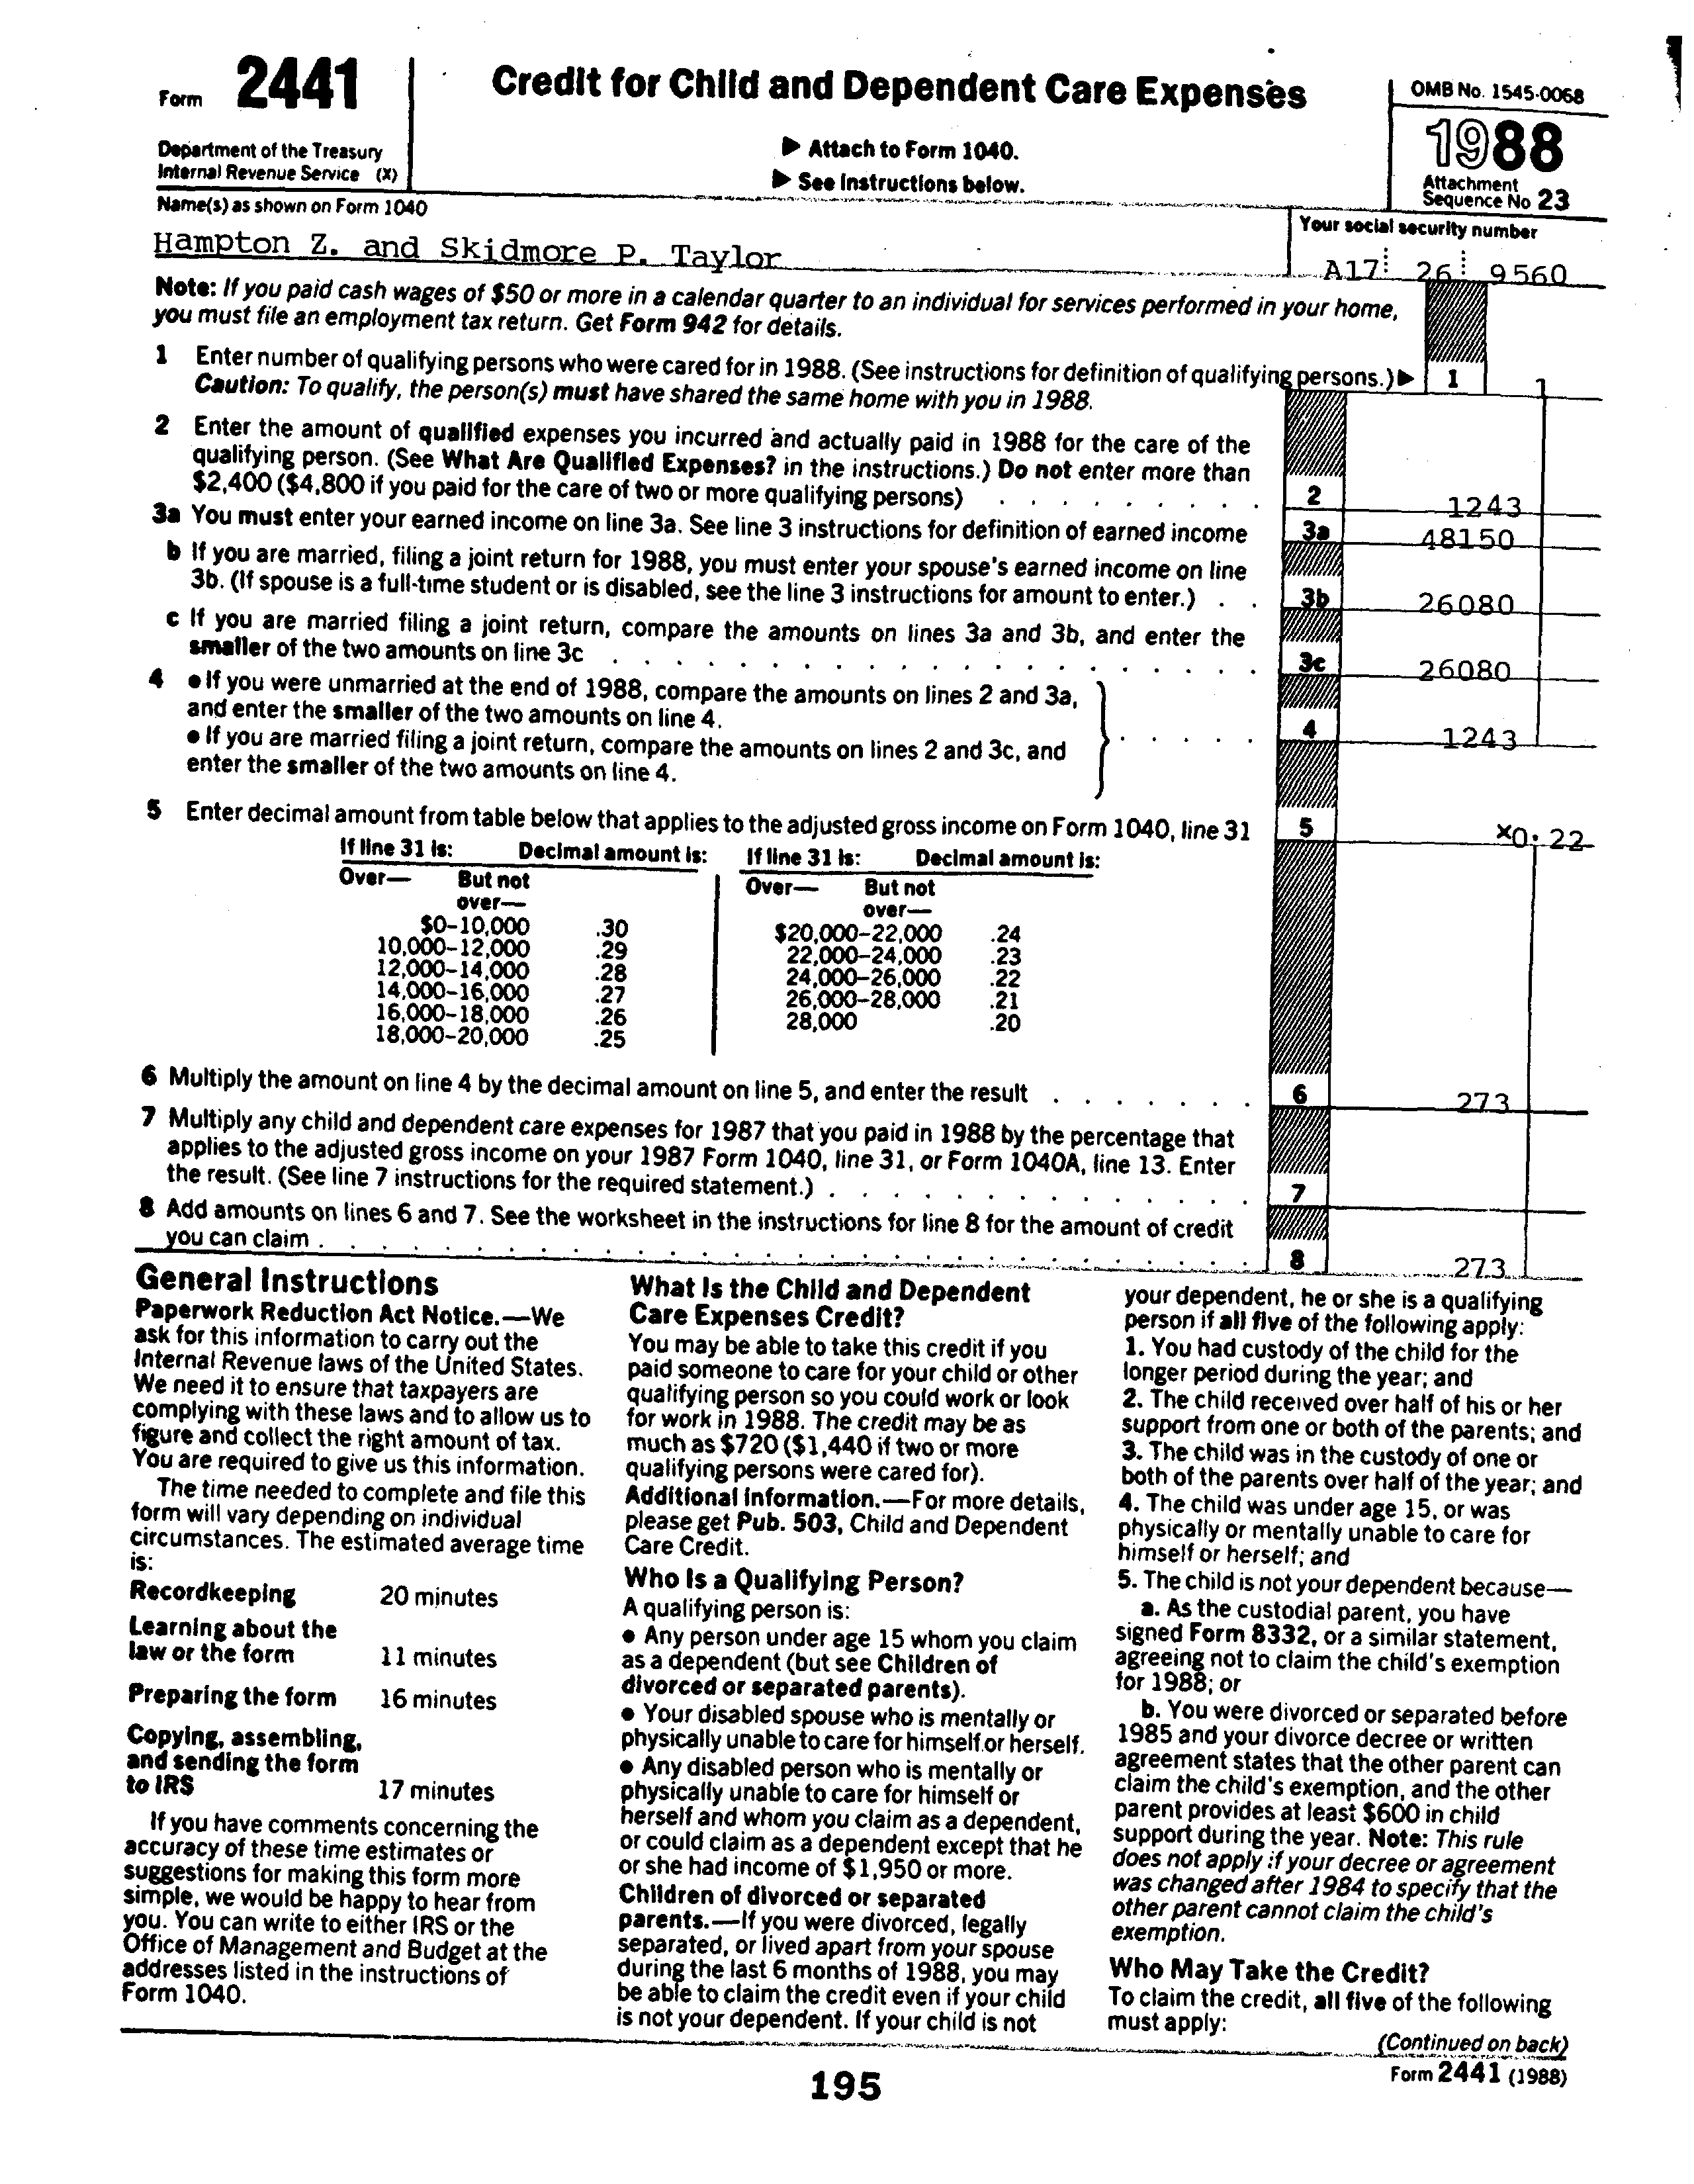 Form 2441
Credit for Child and Dependent Care Expenses
OMB No. 1545-0068
Department of the Treasury
Internal Revenue Service (X)
▶ Attach to Form 1040.
▶ See Instructions below.
1988
Attachment
Sequence No 23
Name(s) as shown on Form 1040
Your social security number
Hampton Z. and Skidmore P. Taylor
A17 26 9560
Note: If you paid cash wages of $50 or more in a calendar quarter to an individual for services performed in your home,
you must file an employment tax return. Get Form 942 for details.
1 Enter number of qualifying persons who were cared for in 1988. (See instructions for definition of qualifying persons.) ▶ 1 1
Caution: To qualify, the person(s) must have shared the same home with you in 1988.
2 Enter the amount of qualified expenses you incurred and actually paid in 1988 for the care of the
qualifying person. (See What Are Qualified Expenses? in the instructions.) Do not enter more than
$2,400 ($4,800 if you paid for the care of two or more qualifying persons) . . . . . . . . . 2 1243
3a You must enter your earned income on line 3a. See line 3 instructions for definition of earned income 3a 48150
b If you are married, filing a joint return for 1988, you must enter your spouse's earned income on line
3b. (If spouse is a full-time student or is disabled, see the line 3 instructions for amount to enter.) . . 3b 26080
c If you are married filing a joint return, compare the amounts on lines 3a and 3b, and enter the
smaller of the two amounts on line 3c . . . . . . . . . . . . . . . . . . . . . 3c 26080
4 ● If you were unmarried at the end of 1988, compare the amounts on lines 2 and 3a,
and enter the smaller of the two amounts on line 4.
● If you are married filing a joint return, compare the amounts on lines 2 and 3c, and . . . . . 4 1243
enter the smaller of the two amounts on line 4.
5 Enter decimal amount from table below that applies to the adjusted gross income on Form 1040, line 31 5 ×0.22
If line 31 is: Decimal amount is: If line 31 is: Decimal amount is:
Over— But not over— Over— But not over—
$0–10,000 .30 $20,000–22,000 .24
10,000–12,000 .29 22,000–24,000 .23
12,000–14,000 .28 24,000–26,000 .22
14,000–16,000 .27 26,000–28,000 .21
16,000–18,000 .26 28,000 .20
18,000–20,000 .25
6 Multiply the amount on line 4 by the decimal amount on line 5, and enter the result . . . . . . . 6 273
7 Multiply any child and dependent care expenses for 1987 that you paid in 1988 by the percentage that
applies to the adjusted gross income on your 1987 Form 1040, line 31, or Form 1040A, line 13. Enter
the result. (See line 7 instructions for the required statement.) . . . . . . . . . . . . . . 7
8 Add amounts on lines 6 and 7. See the worksheet in the instructions for line 8 for the amount of credit
you can claim . . . . . . . . . . . . . . . . . . . . . . . . . . . . . 8 273
General Instructions
Paperwork Reduction Act Notice.—We
ask for this information to carry out the
Internal Revenue laws of the United States.
We need it to ensure that taxpayers are
complying with these laws and to allow us to
figure and collect the right amount of tax.
You are required to give us this information.
The time needed to complete and file this
form will vary depending on individual
circumstances. The estimated average time
is:
Recordkeeping 20 minutes
Learning about the
law or the form 11 minutes
Preparing the form 16 minutes
Copying, assembling,
and sending the form
to IRS 17 minutes
If you have comments concerning the
accuracy of these time estimates or
suggestions for making this form more
simple, we would be happy to hear from
you. You can write to either IRS or the
Office of Management and Budget at the
addresses listed in the instructions of
Form 1040.
What Is the Child and Dependent
Care Expenses Credit?
You may be able to take this credit if you
paid someone to care for your child or other
qualifying person so you could work or look
for work in 1988. The credit may be as
much as $720 ($1,440 if two or more
qualifying persons were cared for).
Additional information.—For more details,
please get Pub. 503, Child and Dependent
Care Credit.
Who Is a Qualifying Person?
A qualifying person is:
● Any person under age 15 whom you claim
as a dependent (but see Children of
divorced or separated parents).
● Your disabled spouse who is mentally or
physically unable to care for himself or herself.
● Any disabled person who is mentally or
physically unable to care for himself or
herself and whom you claim as a dependent,
or could claim as a dependent except that he
or she had income of $1,950 or more.
Children of divorced or separated
parents.—If you were divorced, legally
separated, or lived apart from your spouse
during the last 6 months of 1988, you may
be able to claim the credit even if your child
is not your dependent. If your child is not
your dependent, he or she is a qualifying
person if all five of the following apply:
1. You had custody of the child for the
longer period during the year; and
2. The child received over half of his or her
support from one or both of the parents; and
3. The child was in the custody of one or
both of the parents over half of the year; and
4. The child was under age 15, or was
physically or mentally unable to care for
himself or herself; and
5. The child is not your dependent because—
a. As the custodial parent, you have
signed Form 8332, or a similar statement,
agreeing not to claim the child's exemption
for 1988; or
b. You were divorced or separated before
1985 and your divorce decree or written
agreement states that the other parent can
claim the child's exemption, and the other
parent provides at least $600 in child
support during the year. Note: This rule
does not apply if your decree or agreement
was changed after 1984 to specify that the
other parent cannot claim the child's
exemption.
Who May Take the Credit?
To claim the credit, all five of the following
must apply:
(Continued on back)
195
Form 2441 (1988)